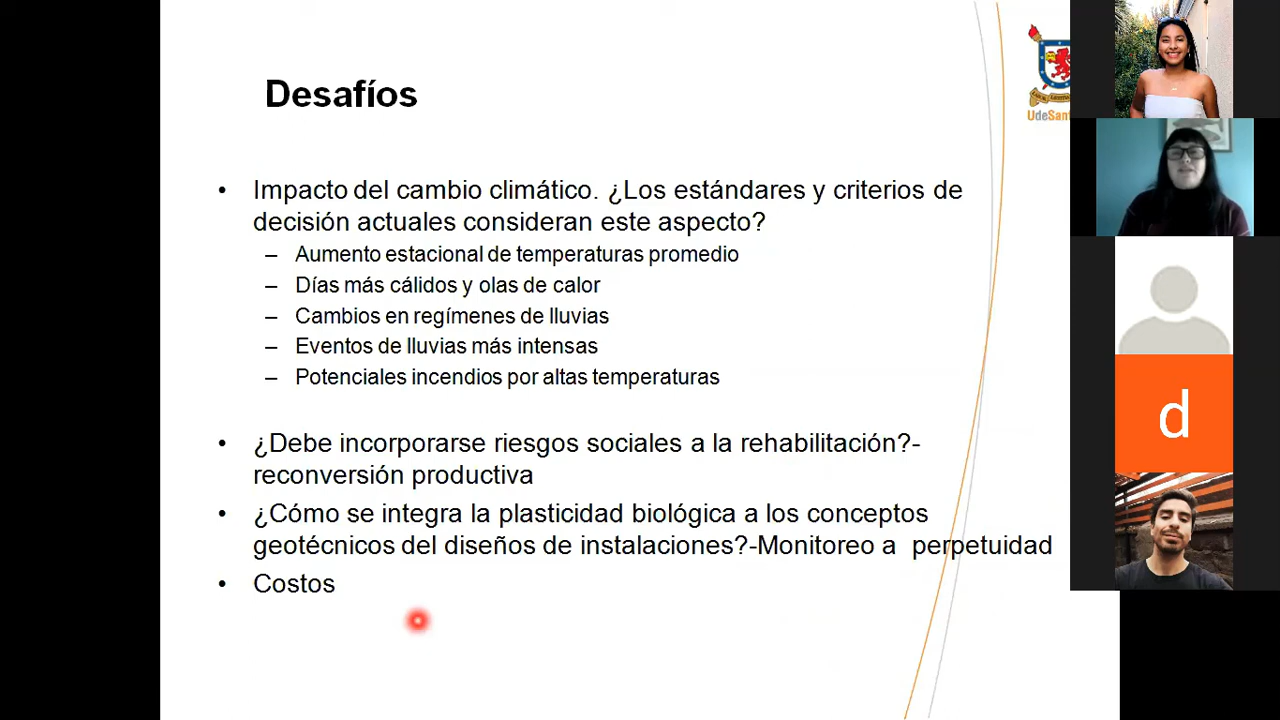 Desafíos
UdeSant
• Impacto del cambio climático. ¿Los estándares y criterios de
decisión actuales consideran este aspecto?
– Aumento estacional de temperaturas promedio
– Días más cálidos y olas de calor
– Cambios en regímenes de lluvias
– Eventos de lluvias más intensas
– Potenciales incendios por altas temperaturas
• ¿Debe incorporarse riesgos sociales a la rehabilitación?-
reconversión productiva
• ¿Cómo se integra la plasticidad biológica a los conceptos
geotécnicos del diseños de instalaciones?-Monitoreo a perpetuidad
• Costos
d